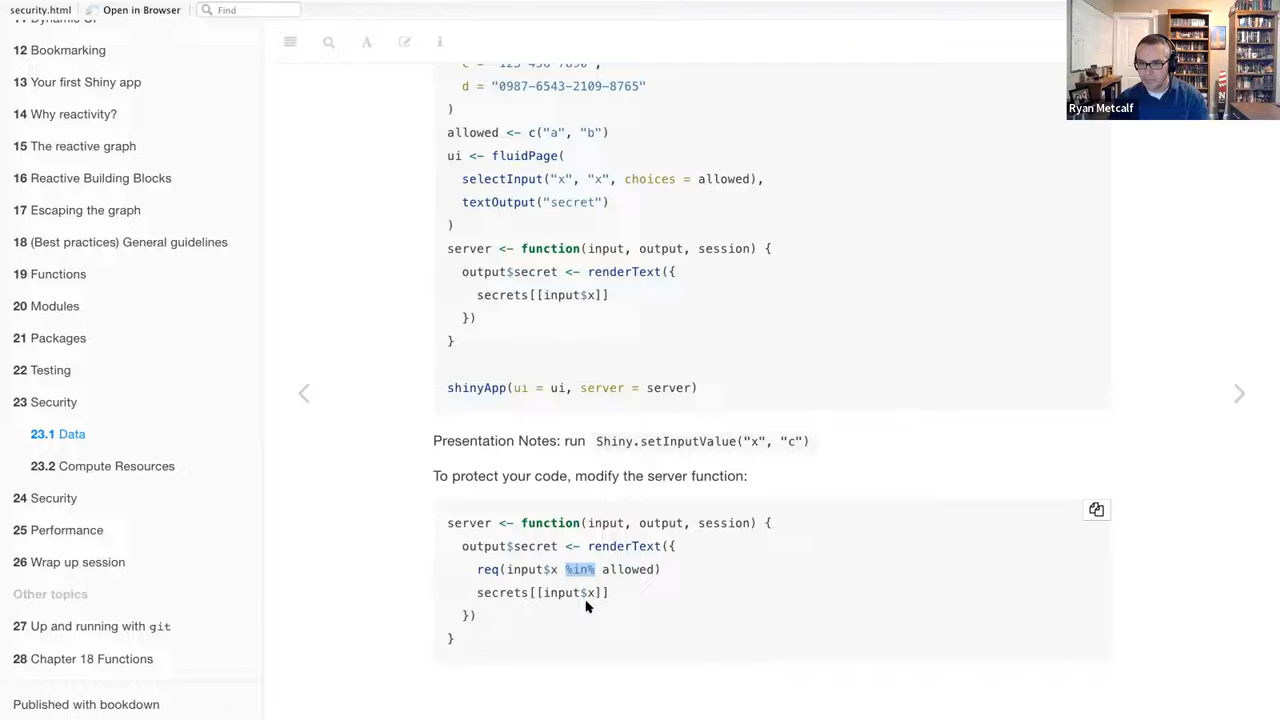 security.html
Open in Browser
Find
11 Dynamic UI
12 Bookmarking
13 Your first Shiny app
14 Why reactivity?
15 The reactive graph
16 Reactive Building Blocks
17 Escaping the graph
18 (Best practices) General guidelines
19 Functions
20 Modules
21 Packages
22 Testing
23 Security
23.1 Data
23.2 Compute Resources
24 Security
25 Performance
26 Wrap up session
Other topics
27 Up and running with git
28 Chapter 18 Functions
Published with bookdown
c = "123-456-7890",
d = "0987-6543-2109-8765"
)
allowed <- c("a", "b")
ui <- fluidPage(
selectInput("x", "x", choices = allowed),
textOutput("secret")
)
server <- function(input, output, session) {
output$secret <- renderText({
secrets[[input$x]]
})
}
shinyApp(ui = ui, server = server)
Presentation Notes: run Shiny.setInputValue("x", "c")
To protect your code, modify the server function:
server <- function(input, output, session) {
output$secret <- renderText({
req(input$x %in% allowed)
secrets[[input$x]]
})
}
Ryan Metcalf